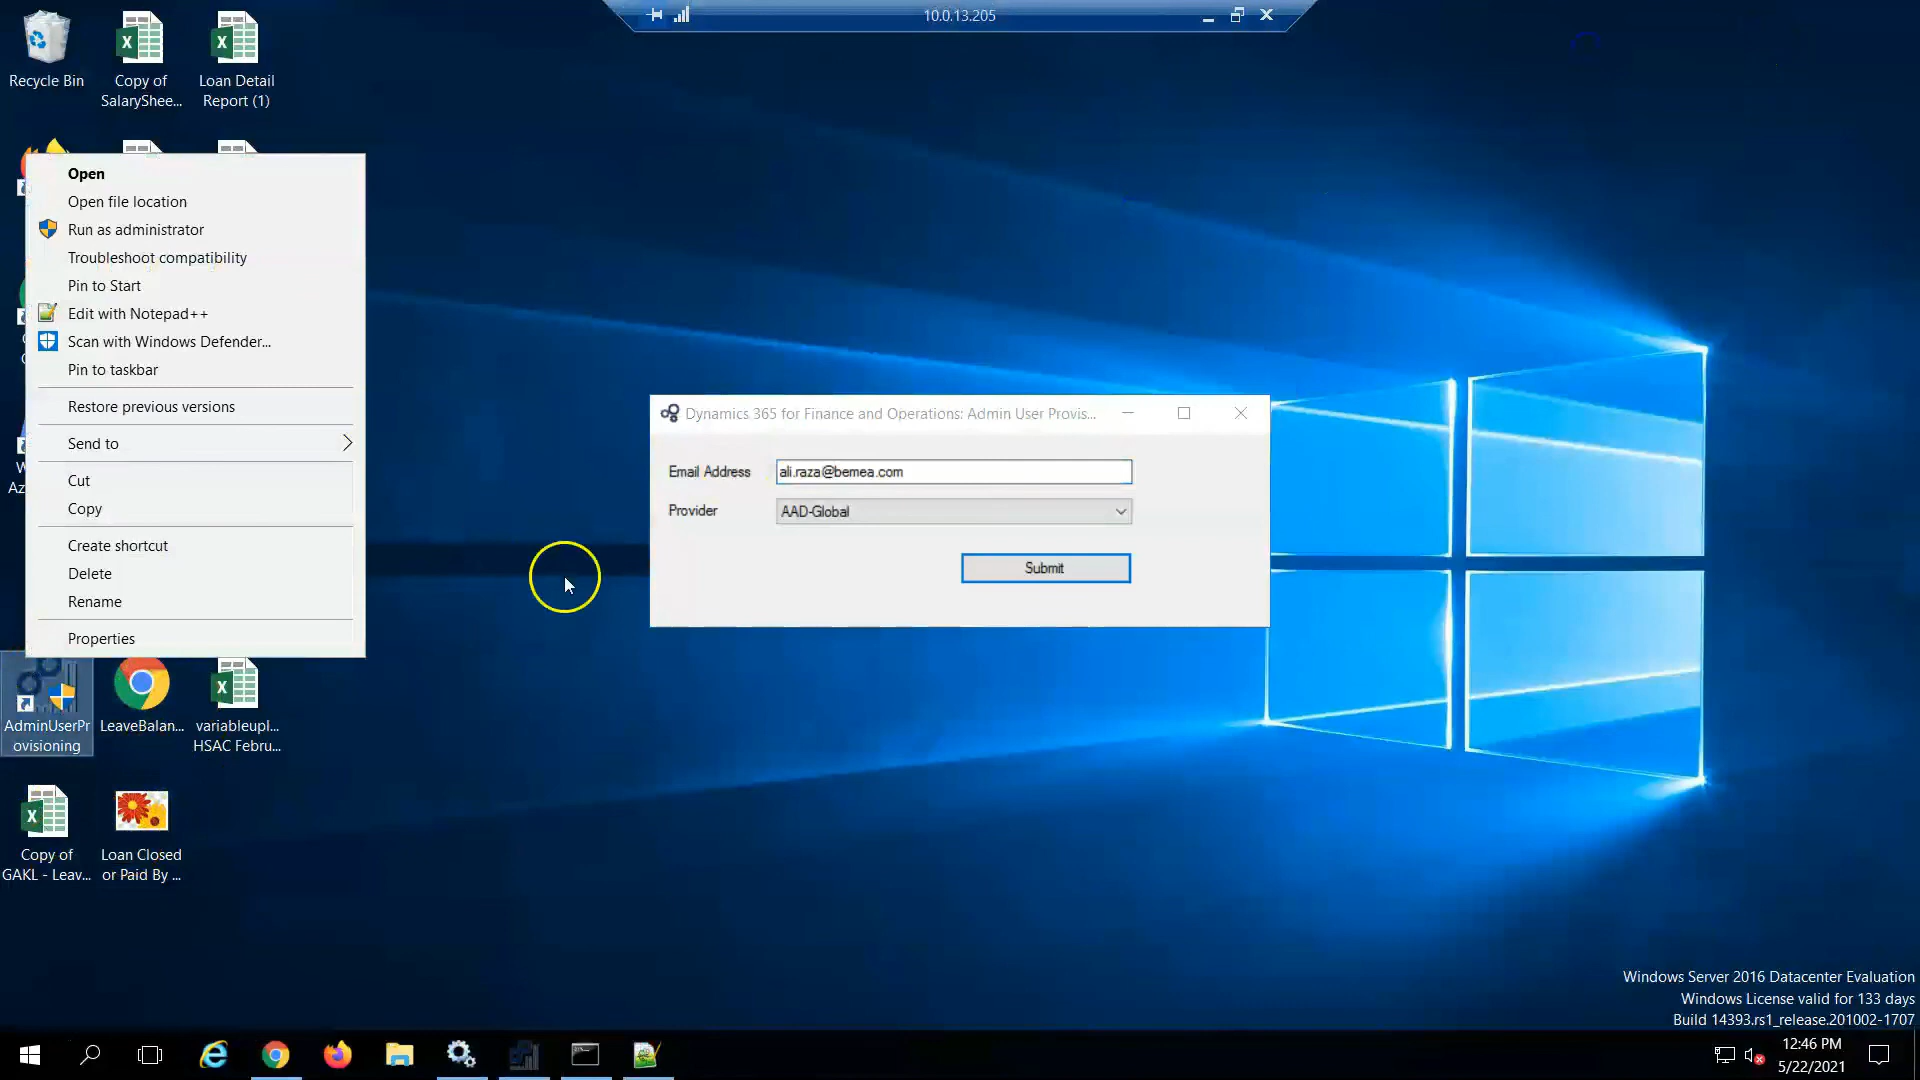 10.0.13.205
Recycle Bin
Copy of
SalaryShee...
Loan Detail
Report (1)
Open
Open file location
Run as administrator
Troubleshoot compatibility
Pin to Start
Edit with Notepad++
Scan with Windows Defender...
Pin to taskbar
Restore previous versions
Send to
Cut
Copy
Create shortcut
Delete
Rename
Properties
Dynamics 365 for Finance and Operations: Admin User Provis...
Email Address
ali.raza@bemea.com
Provider
AAD-Global
Submit
AdminUserPr
ovisioning
LeaveBalan...
variableupl...
HSAC Febru...
Copy of
GAKL - Leav...
Loan Closed
or Paid By ...
Windows Server 2016 Datacenter Evaluation
Windows License valid for 133 days
Build 14393.rs1_release.201002-1707
12:46 PM
5/22/2021